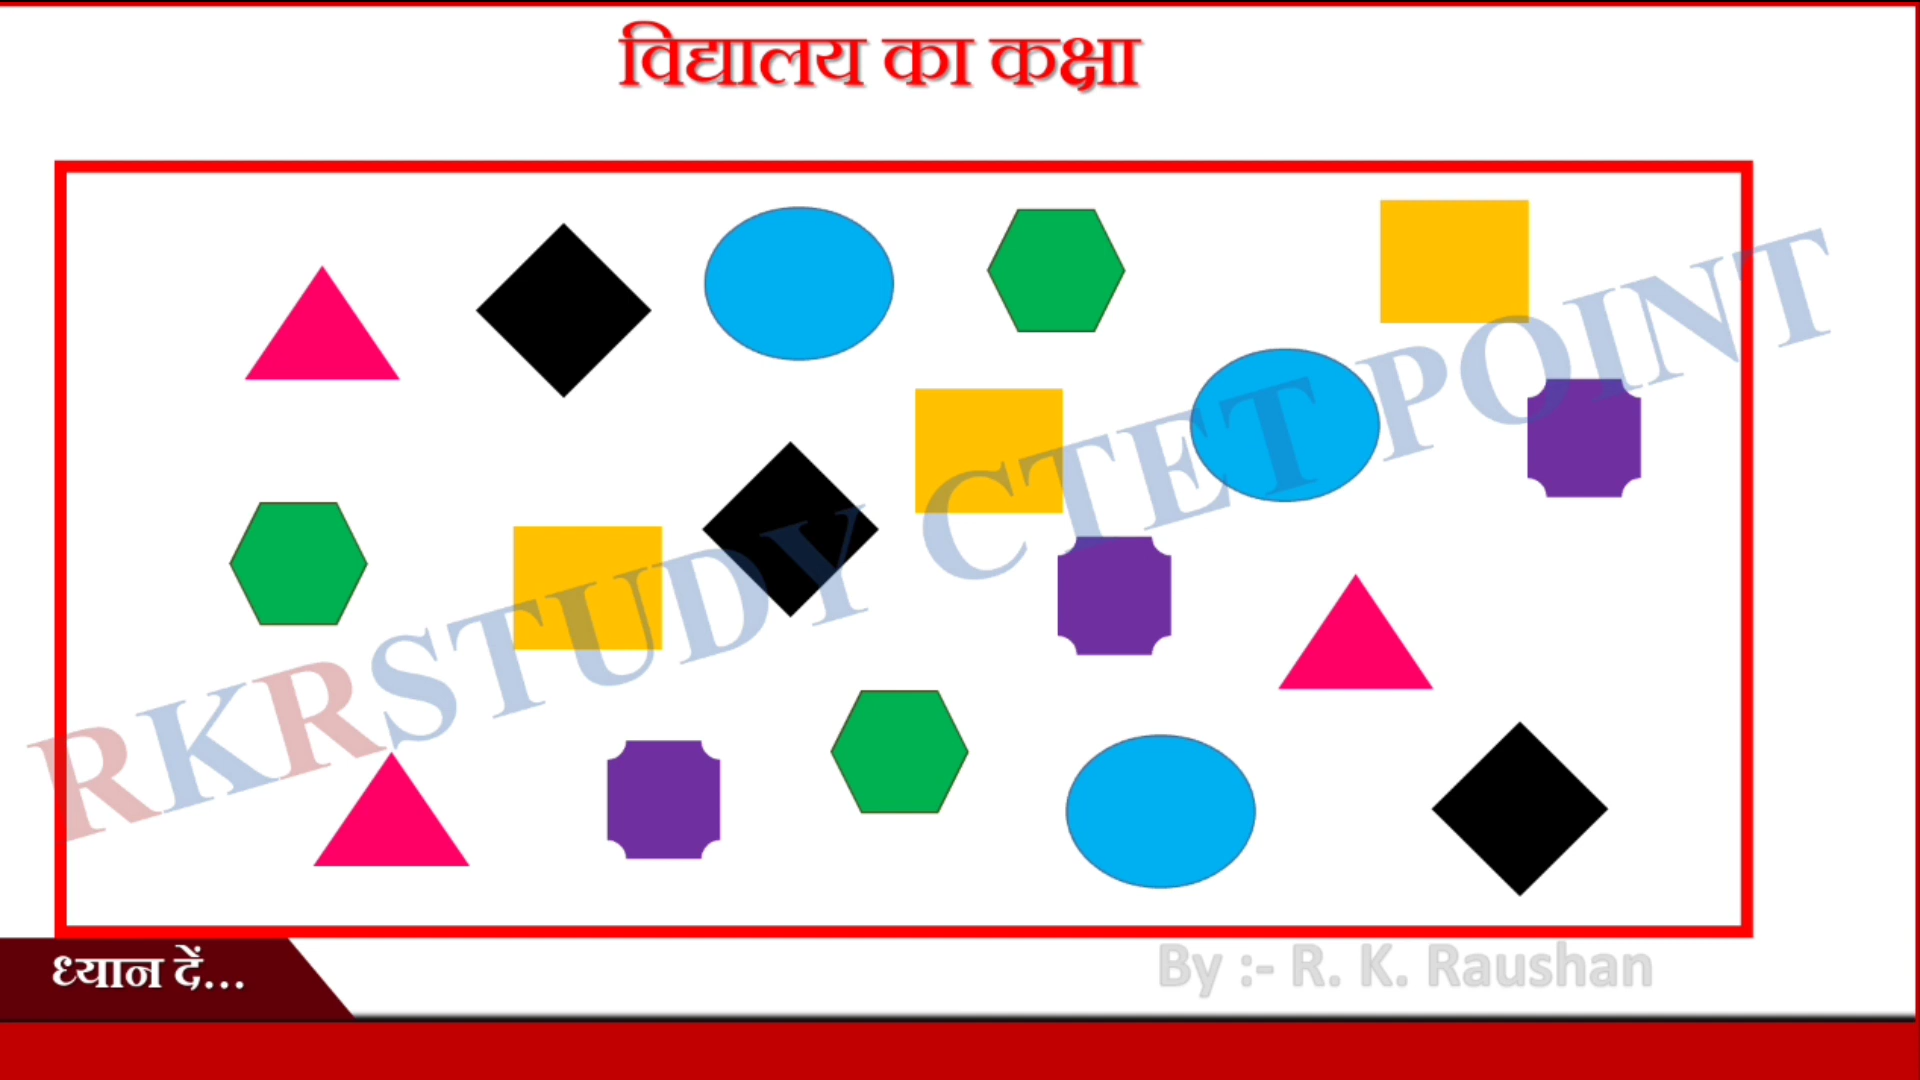 विद्यालय का कक्षा
RKRSTUDY CTET POINT
ध्यान दें...
By :- R. K. Raushan